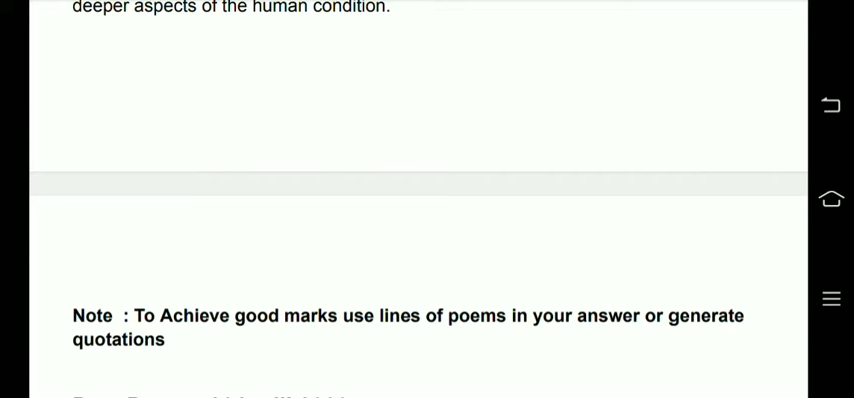 deeper aspects of the human condition.
Note : To Achieve good marks use lines of poems in your answer or generate
quotations